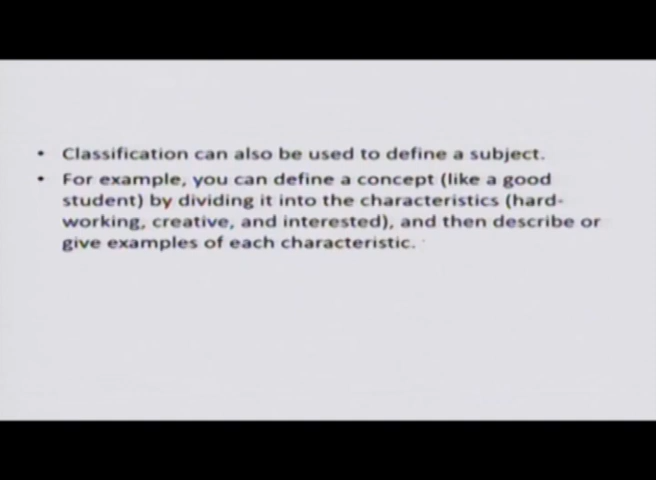 • Classification can also be used to define a subject.
• For example, you can define a concept (like a good
student) by dividing it into the characteristics (hard-
working, creative, and interested), and then describe or
give examples of each characteristic.